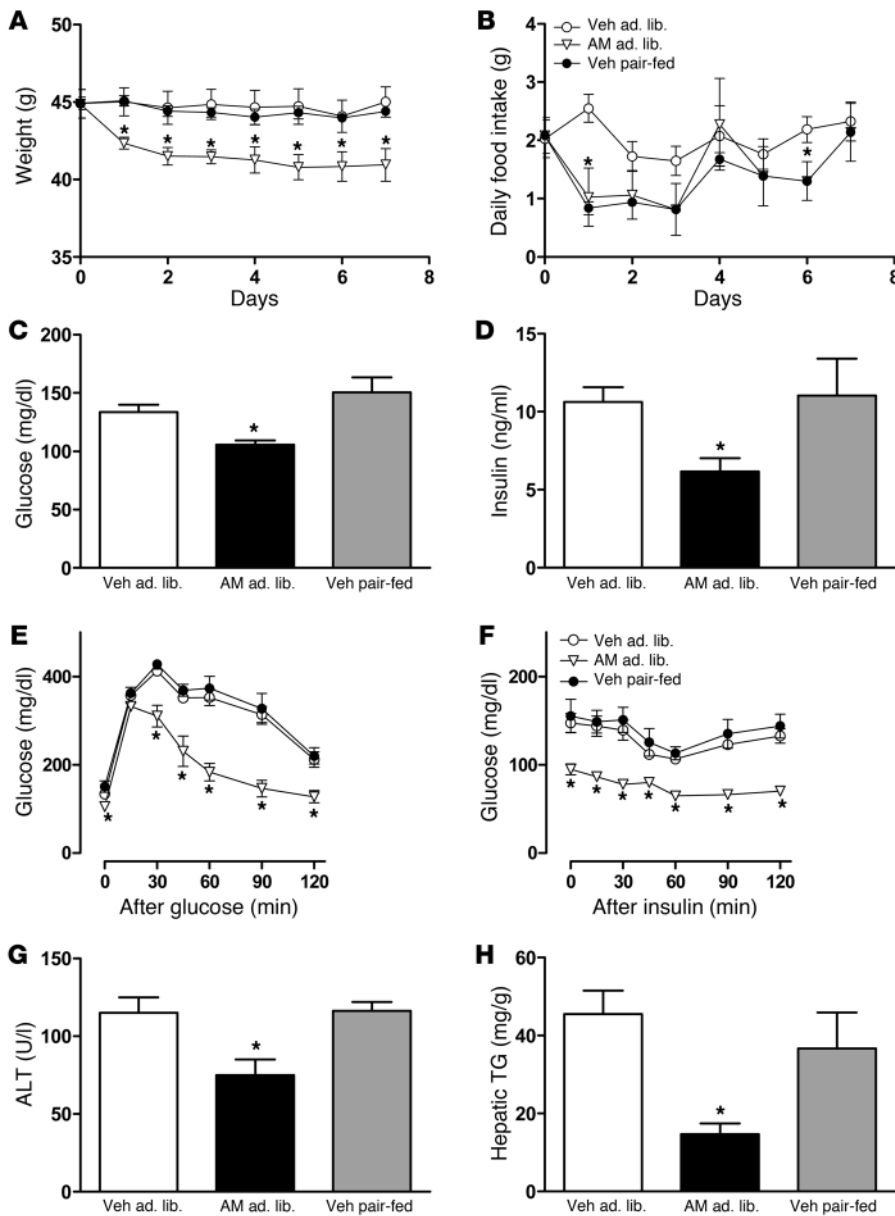 A
Weight (g)
45
45
40
35
0
2
4
6
8
Days
*
*
*
*
*
*
*
B
Veh ad. lib.
AM ad. lib.
Veh pair-fed
Daily food intake (g)
4
3
2
1
0
0
2
4
6
8
Days
*
*
C
Glucose (mg/dl)
200
150
100
50
0
*
Veh ad. lib.
AM ad. lib.
Veh pair-fed
D
Insulin (ng/ml)
15
10
5
0
*
Veh ad. lib.
AM ad. lib.
Veh pair-fed
E
Glucose (mg/dl)
400
200
0
*
*
*
*
*
*
0
30
60
90
120
After glucose (min)
F
Veh ad. lib.
AM ad. lib.
Veh pair-fed
Glucose (mg/dl)
200
100
0
*
*
*
*
*
*
*
0
30
60
90
120
After insulin (min)
G
ALT (U/l)
150
100
50
0
*
Veh ad. lib.
AM ad. lib.
Veh pair-fed
H
Hepatic TG (mg/g)
60
40
20
0
*
Veh ad. lib.
AM ad. lib.
Veh pair-fed